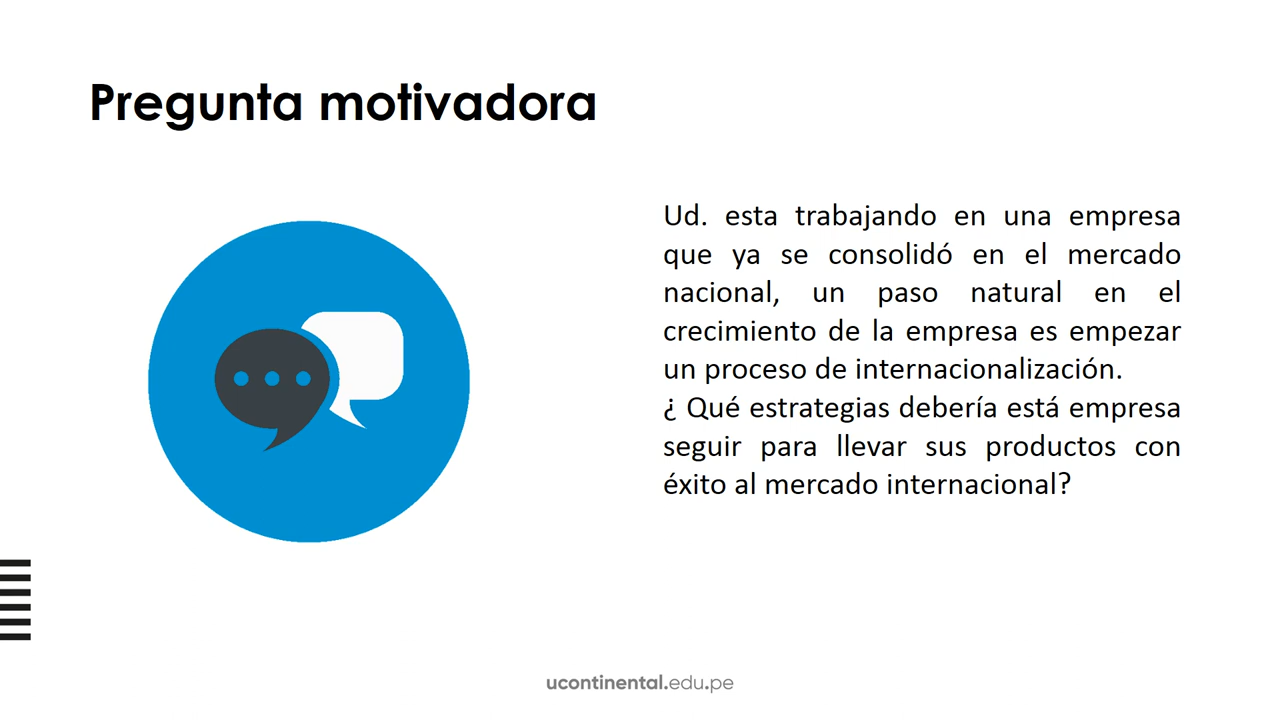 Pregunta motivadora
Ud. esta trabajando en una empresa
que ya se consolidó en el mercado
nacional, un paso natural en el
crecimiento de la empresa es empezar
un proceso de internacionalización.
¿ Qué estrategias debería está empresa
seguir para llevar sus productos con
éxito al mercado internacional?
ucontinental.edu.pe